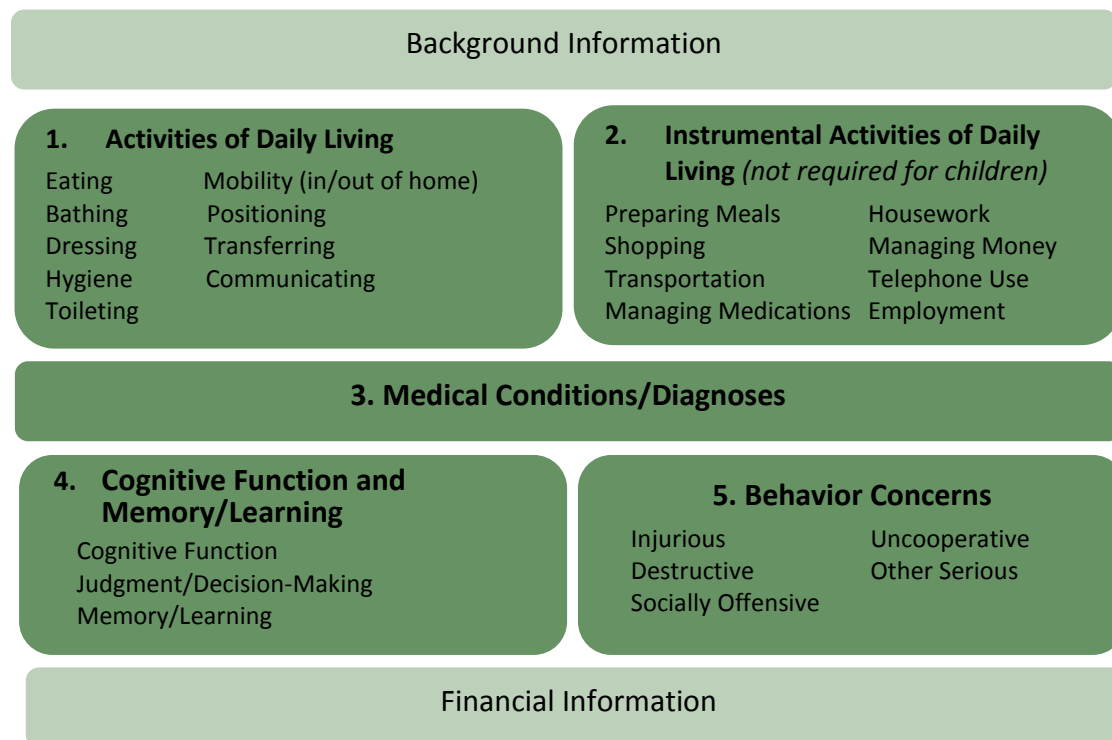 Background Information
1. Activities of Daily Living
Eating Mobility (in/out of home)
Bathing Positioning
Dressing Transferring
Hygiene Communicating
Toileting
2. Instrumental Activities of Daily
Living (not required for children)
Preparing Meals Housework
Shopping Managing Money
Transportation Telephone Use
Managing Medications Employment
3. Medical Conditions/Diagnoses
4. Cognitive Function and
Memory/Learning
Cognitive Function
Judgment/Decision-Making
Memory/Learning
5. Behavior Concerns
Injurious Uncooperative
Destructive Other Serious
Socially Offensive
Financial Information